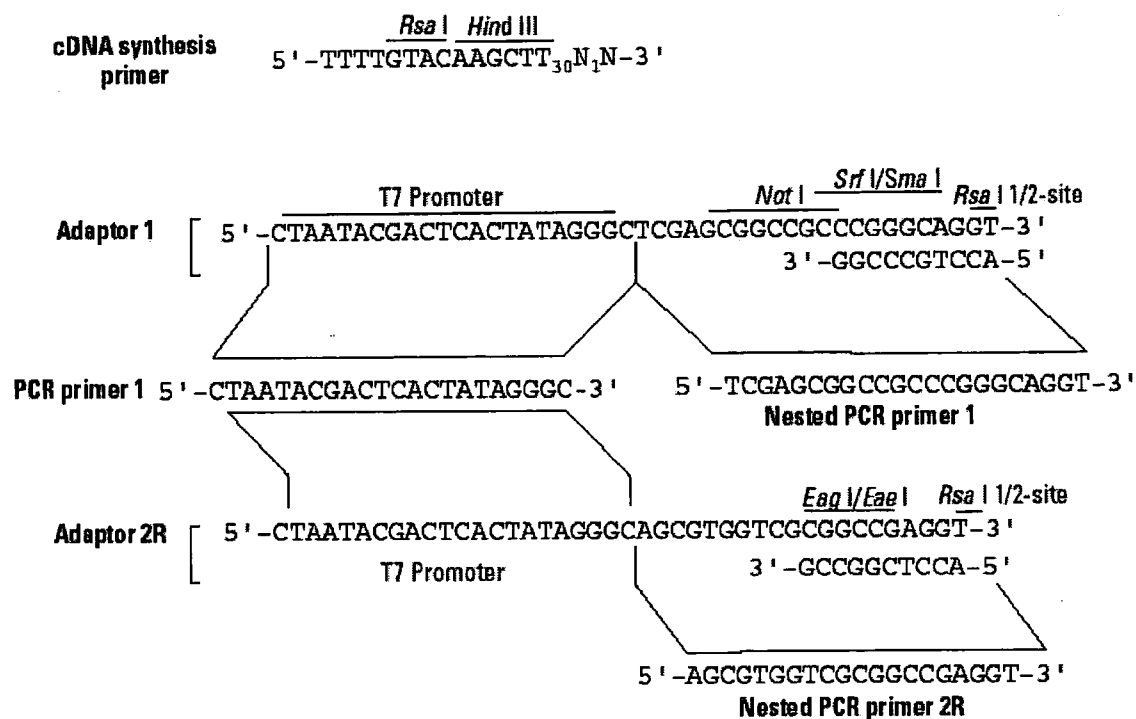 Rsa I Hind III
cDNA synthesis primer 5'-TTTTGTACAAGCTT30N1N-3'
T7 Promoter Not I Srf I/Sma I Rsa I 1/2-site
Adaptor 1 5'-CTAATACGACTCACTATAGGGCTCGAGCGGCCGCCCGGGCAGGT-3'
3'-GGCCCGTCCA-5'
PCR primer 1 5'-CTAATACGACTCACTATAGGGC-3' 5'-TCGAGCGGCCGCCCGGGCAGGT-3'
Nested PCR primer 1
Eag I/Eae I Rsa I 1/2-site
Adaptor 2R 5'-CTAATACGACTCACTATAGGGCAGCGTGGTCGCGGCCGAGGT-3'
T7 Promoter 3'-GCCGGCTCCA-5'
5'-AGCGTGGTCGCGGCCGAGGT-3'
Nested PCR primer 2R